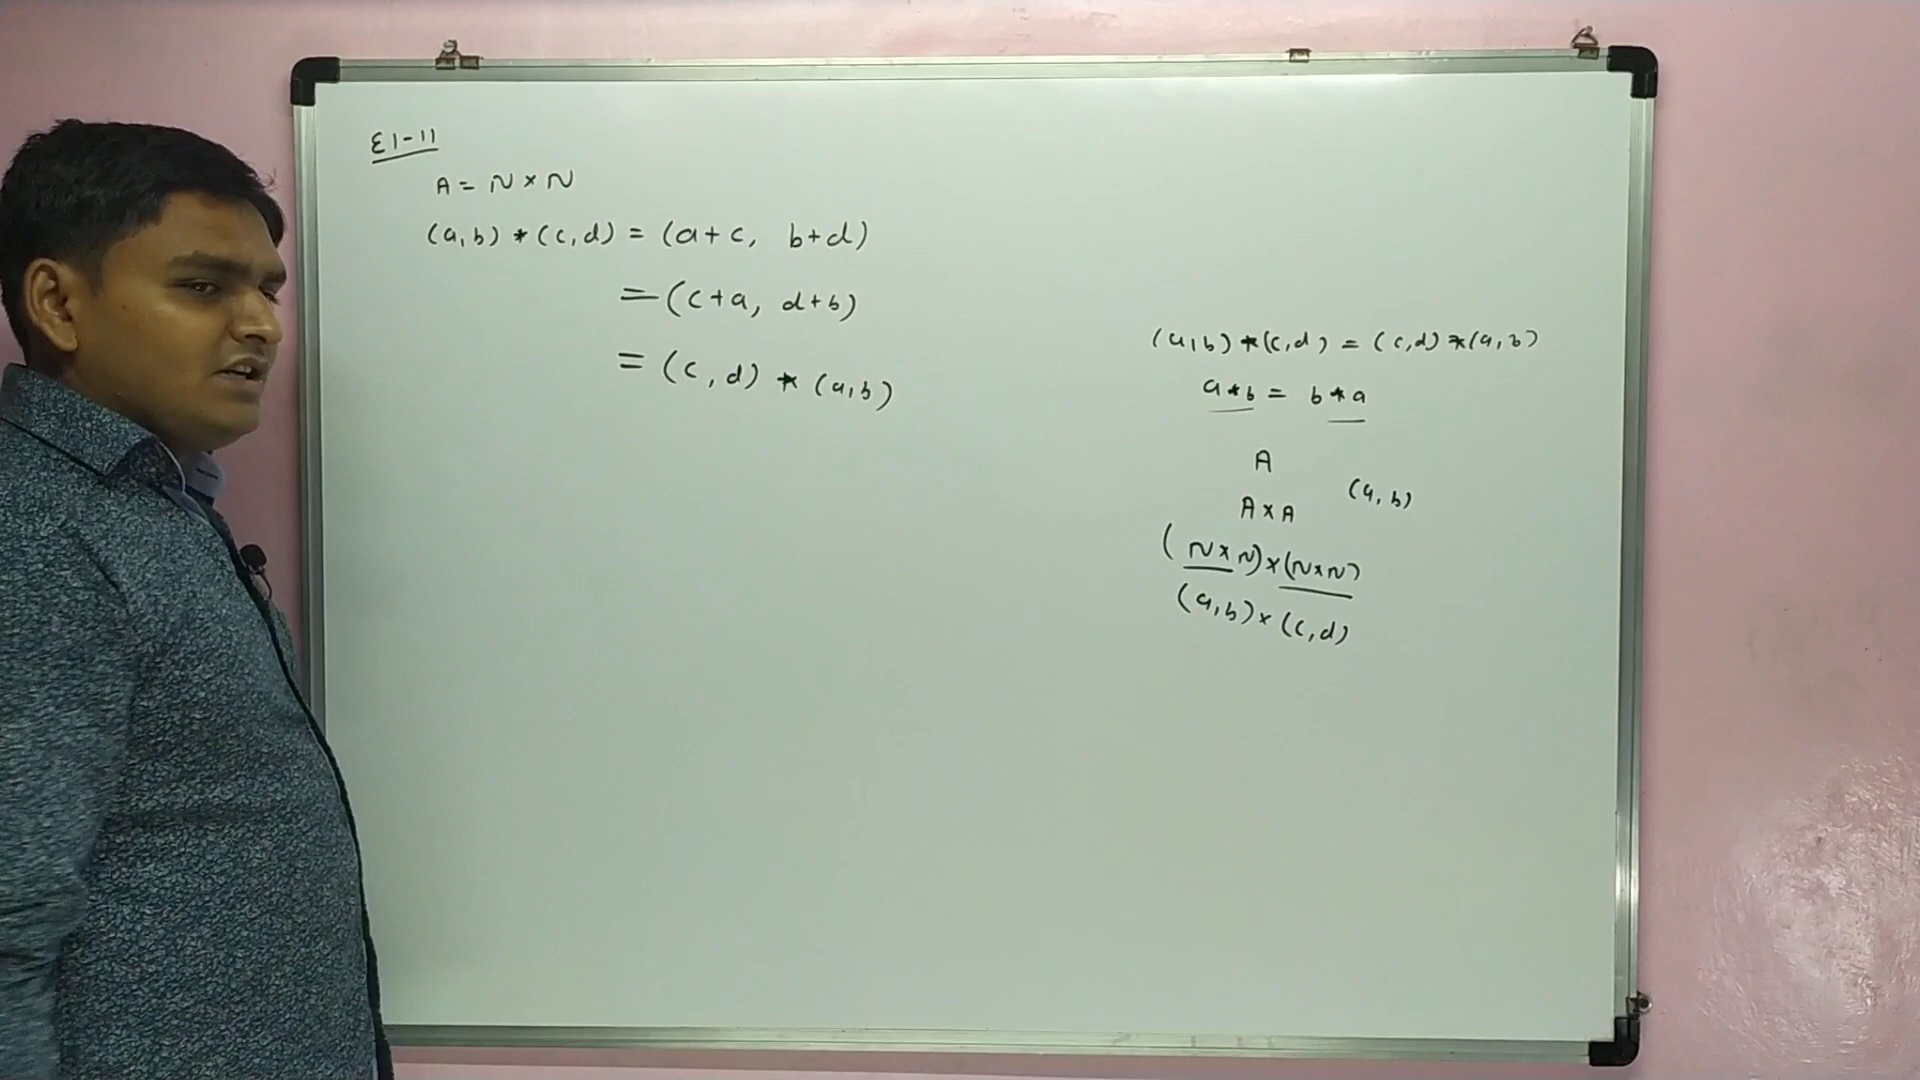 E1-11
A = N × N
(a,b) * (c,d) = (a+c, b+d)
= (c+a, d+b)
= (c,d) * (a,b)
(a,b) * (c,d) = (c,d) * (a,b)
a*b = b*a
A
(a,b)
A×A
(N×N)×(N×N)
(a,b)×(c,d)